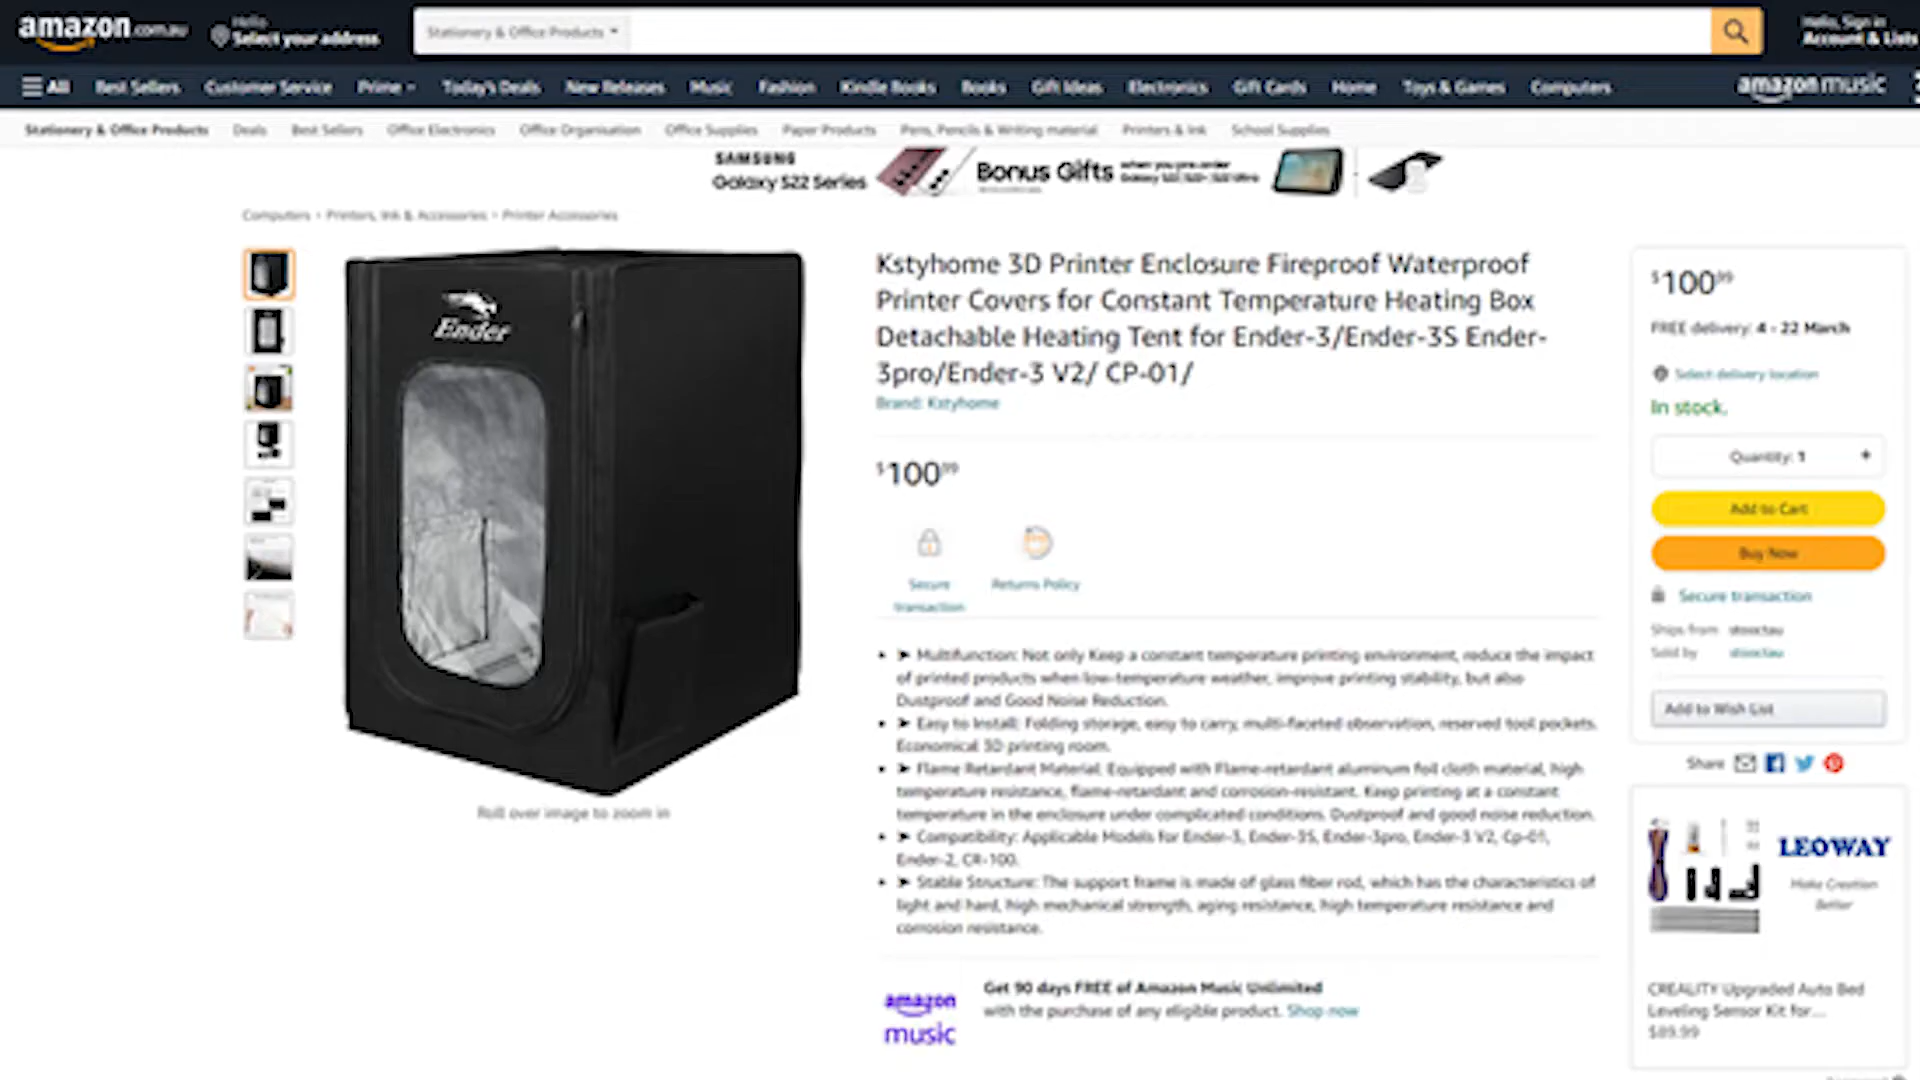 amazon.com.au
Hello
Select your address
Stationery & Office Products
Hello, Sign in
Account & Lists
All
Best Sellers
Customer Service
Prime
Today's Deals
New Releases
Music
Fashion
Kindle Books
Books
Gift Ideas
Electronics
Gift Cards
Home
Toys & Games
Computers
amazon music
Stationery & Office Products
Deals
Best Sellers
Office Electronics
Office Organisation
Office Supplies
Paper Products
Pens, Pencils & Writing material
Printers & Ink
School Supplies
SAMSUNG
Galaxy S22 Series
Bonus Gifts
when you pre-order
Computers › Printers, Ink & Accessories › Printer Accessories
Ender
Roll over image to zoom in
Kstyhome 3D Printer Enclosure Fireproof Waterproof
Printer Covers for Constant Temperature Heating Box
Detachable Heating Tent for Ender-3/Ender-3S Ender-
3pro/Ender-3 V2/ CP-01/
Brand: Kstyhome
$100⁹⁹
Secure
transaction
Returns Policy
• ➤ Multifunction: Not only Keep a constant temperature printing environment, reduce the impact
of printed products when low-temperature weather, improve printing stability, but also
Dustproof and Good Noise Reduction.
• ➤ Easy to Install: Folding storage, easy to carry, multi-faceted observation, reserved tool pockets.
Economical 3D printing room.
• ➤ Flame Retardant Material: Equipped with Flame-retardant aluminum foil cloth material, high
temperature resistance, flame-retardant and corrosion-resistant. Keep printing at a constant
temperature in the enclosure under complicated conditions. Dustproof and good noise reduction.
• ➤ Compatibility: Applicable Models for Ender-3, Ender-3S, Ender-3pro, Ender-3 V2, Cp-01,
Ender-2, CR-100.
• ➤ Stable Structure: The support frame is made of glass fiber rod, which has the characteristics of
light and hard, high mechanical strength, aging resistance, high temperature resistance and
corrosion resistance.
amazon
music
Get 90 days FREE of Amazon Music Unlimited
with the purchase of any eligible product. Shop now
$100⁹⁹
FREE delivery: 4 - 22 March
Select delivery location
In stock.
Quantity: 1 +
Add to Cart
Buy Now
Secure transaction
Ships from
Sold by
Add to Wish List
Share
LEOWAY
Make Creation
Better
CREALITY Upgraded Auto Bed
Leveling Sensor Kit for...
$89.99